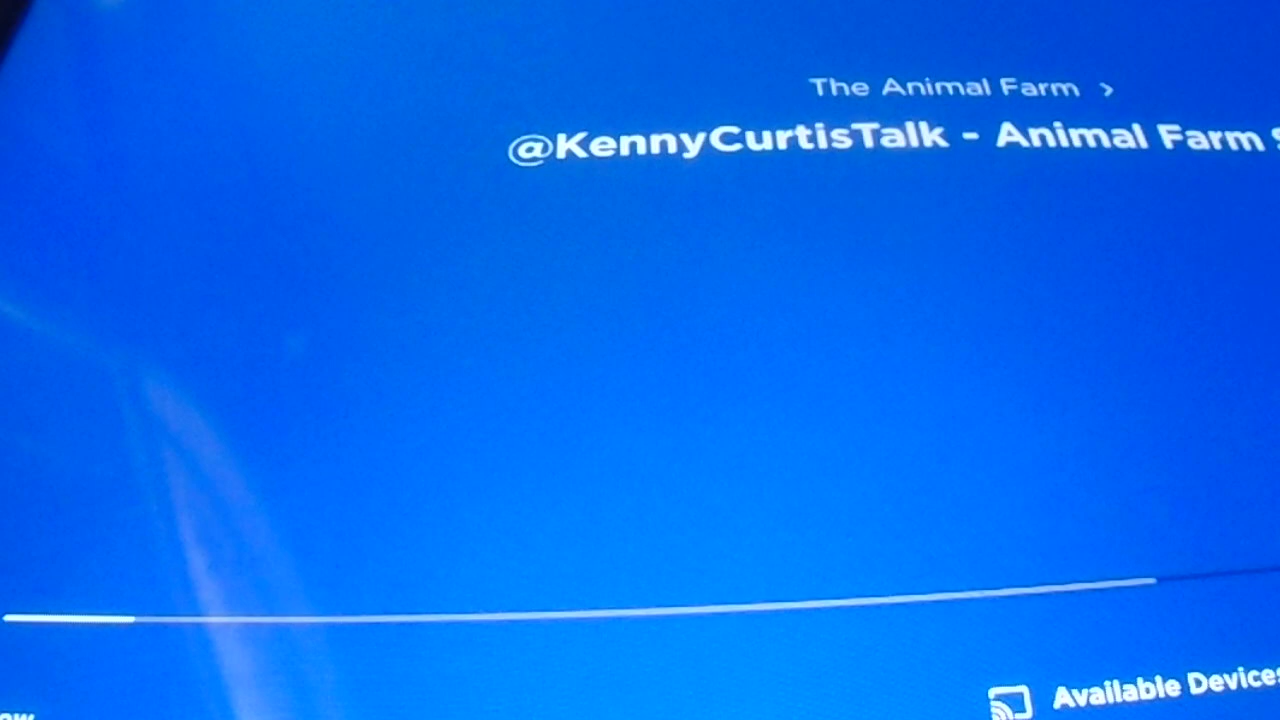 The Animal Farm >
@KennyCurtisTalk - Animal Farm
Available Devices